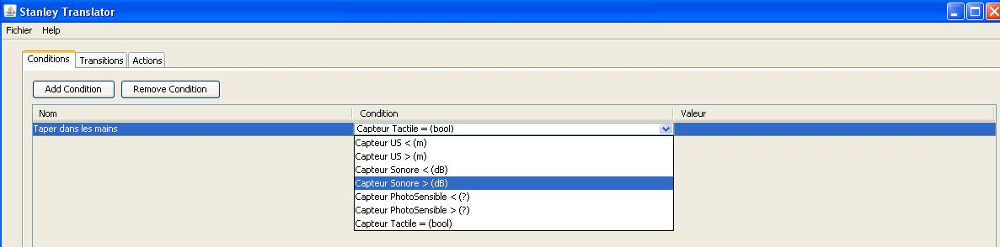 Stanley Translator
Fichier Help
Conditions Transitions Actions
Add Condition Remove Condition
Nom Condition Valeur
Taper dans les mains Capteur Tactile = (bool)
Capteur US < (m)
Capteur US > (m)
Capteur Sonore < (dB)
Capteur Sonore > (dB)
Capteur PhotoSensible < (?)
Capteur PhotoSensible > (?)
Capteur Tactile = (bool)